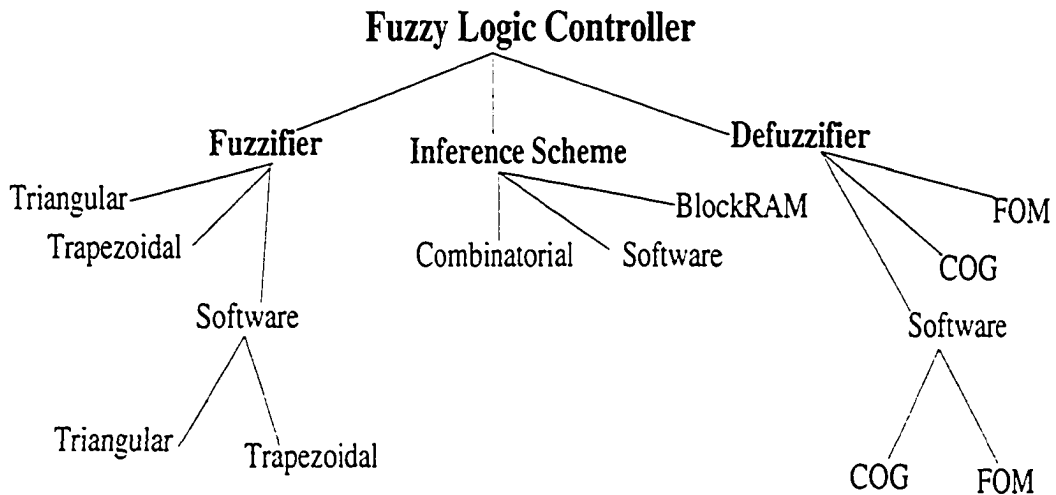 Fuzzy Logic Controller
Fuzzifier
Inference Scheme
Defuzzifier
Triangular
Trapezoidal
BlockRAM
FOM
Combinatorial
Software
COG
Software
Software
Triangular
Trapezoidal
COG
FOM